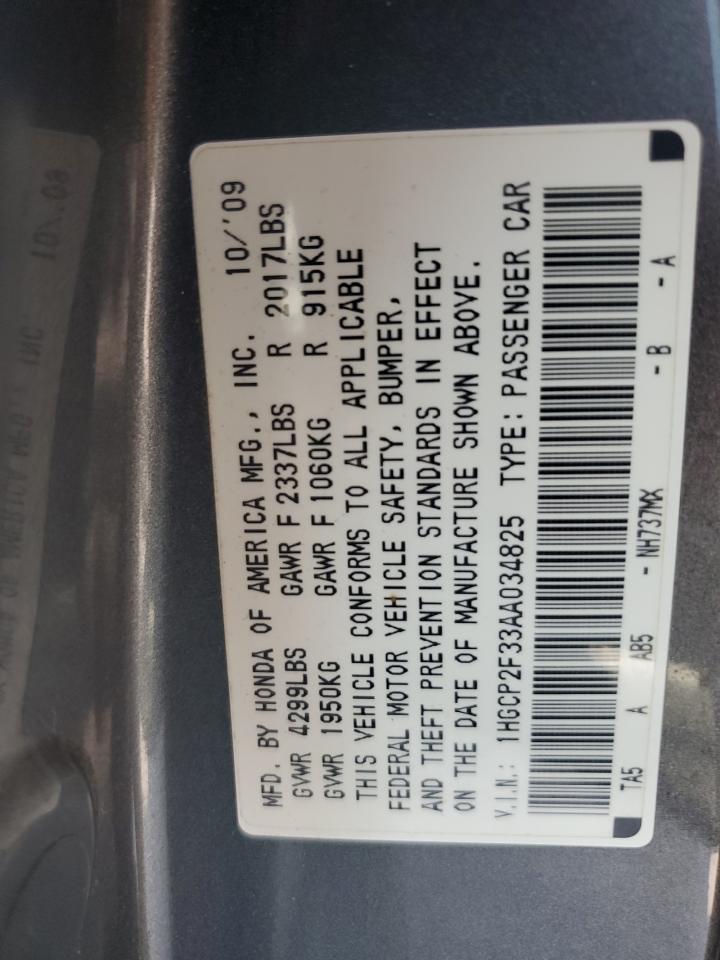 MFD. BY HONDA OF AMERICA MFG., INC. 10/'09
GVWR 4299LBS GAWR F 2337LBS R 2017LBS
GVWR 1950KG GAWR F 1060KG R 915KG
THIS VEHICLE CONFORMS TO ALL APPLICABLE
FEDERAL MOTOR VEHICLE SAFETY, BUMPER,
AND THEFT PREVENTION STANDARDS IN EFFECT
ON THE DATE OF MANUFACTURE SHOWN ABOVE.
V.I.N.: 1HGCP2F33AA034825 TYPE: PASSENGER CAR
TA5 A AB5 - NH737MX - B - A